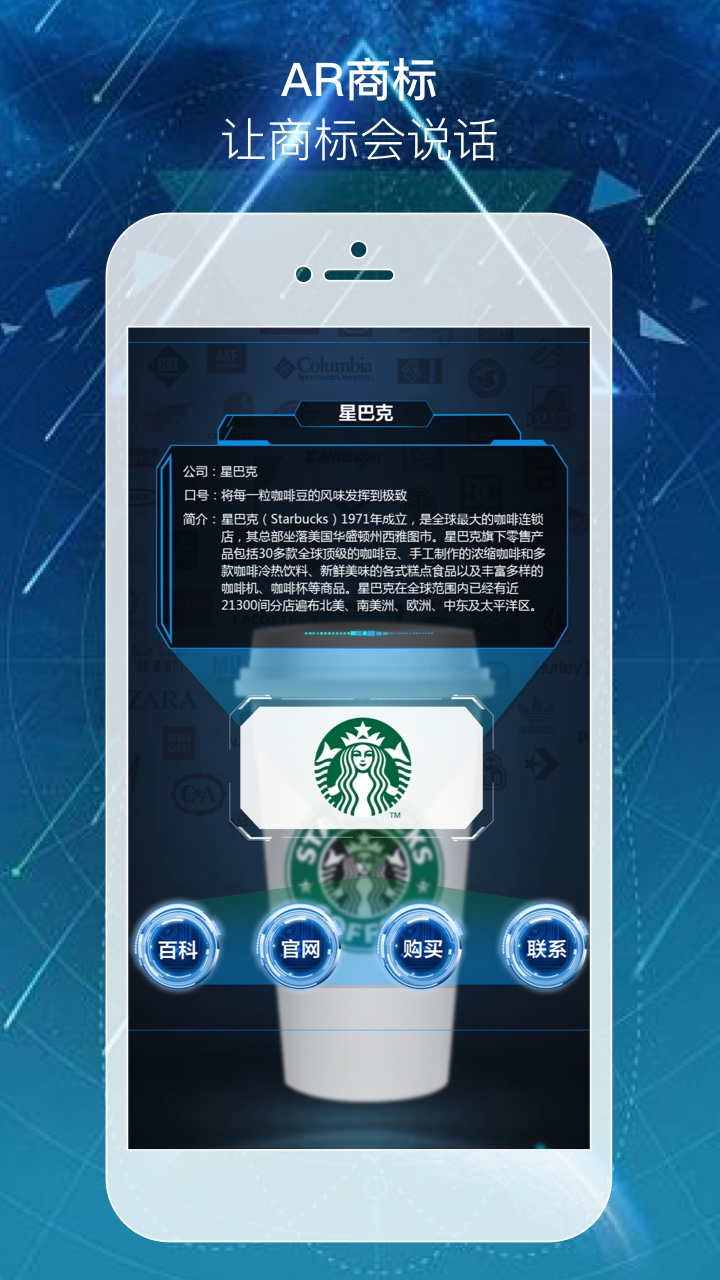 AR商标
让商标会说话
CAT
A&F
Columbia
Sportswear Company
星巴克
Wrangler
公司：星巴克
口号：将每一粒咖啡豆的风味发挥到极致
简介：星巴克（Starbucks）1971年成立，是全球最大的咖啡连锁
店，其总部坐落美国华盛顿州西雅图市。星巴克旗下零售产
品包括30多款全球顶级的咖啡豆、手工制作的浓缩咖啡和多
款咖啡冷热饮料、新鲜美味的各式糕点食品以及丰富多样的
咖啡机、咖啡杯等商品。星巴克在全球范围内已经有近
21300间分店遍布北美、南美洲、欧洲、中东及太平洋区。
LACOSTE
Hurley
ZARA
adidas
UNI
QLO
C&A
TM
百科
官网
购买
联系